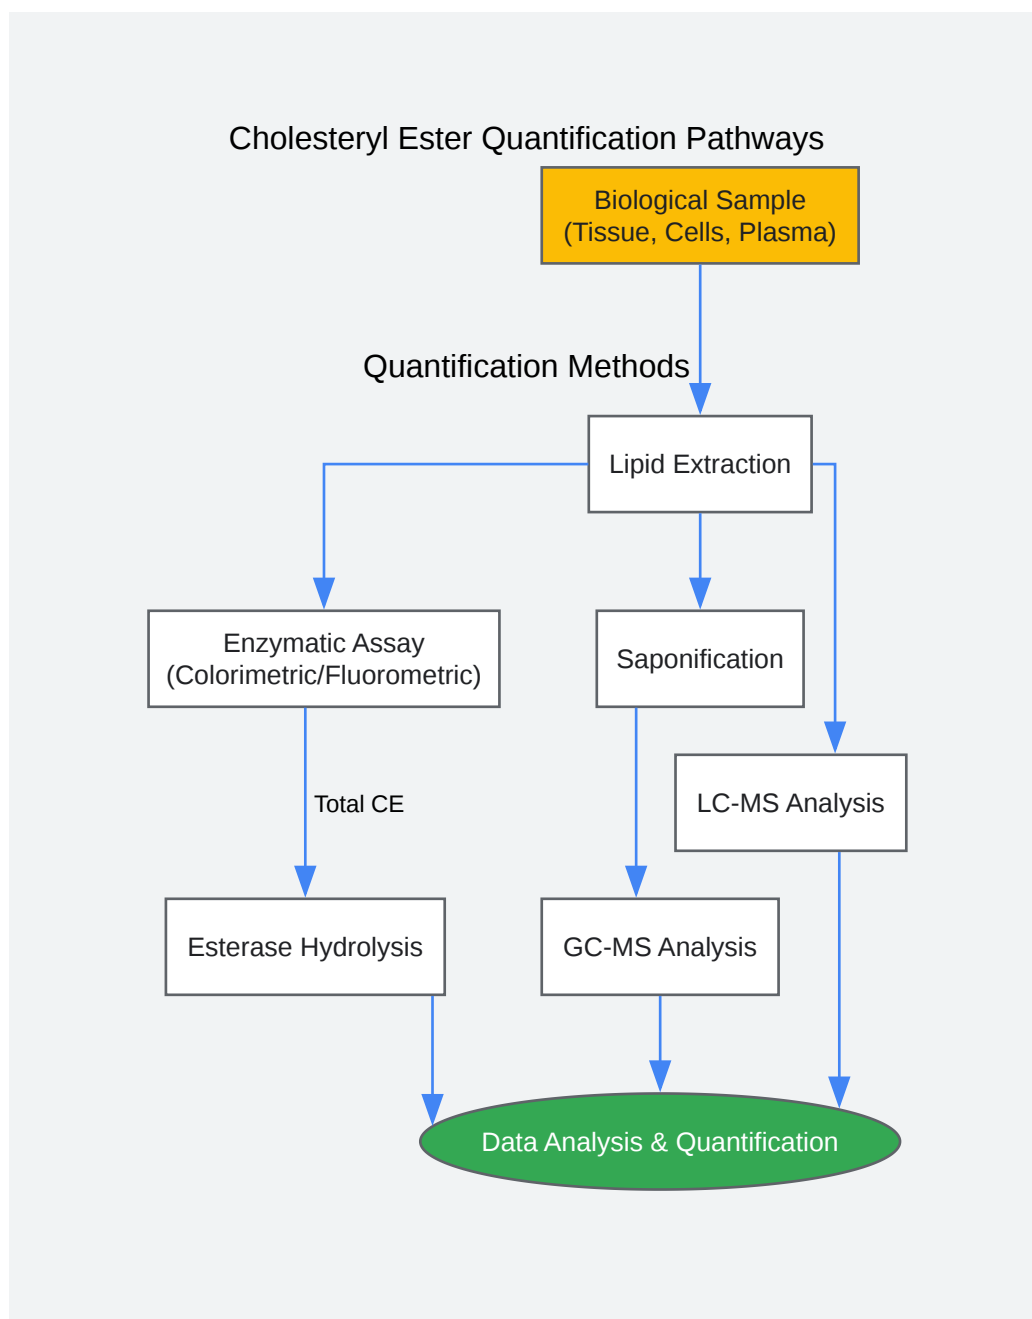 Cholesteryl Ester Quantification Pathways
Biological Sample
(Tissue, Cells, Plasma)
Quantification Methods
Lipid Extraction
Enzymatic Assay
(Colorimetric/Fluorometric)
Saponification
LC-MS Analysis
Total CE
Esterase Hydrolysis
GC-MS Analysis
Data Analysis & Quantification